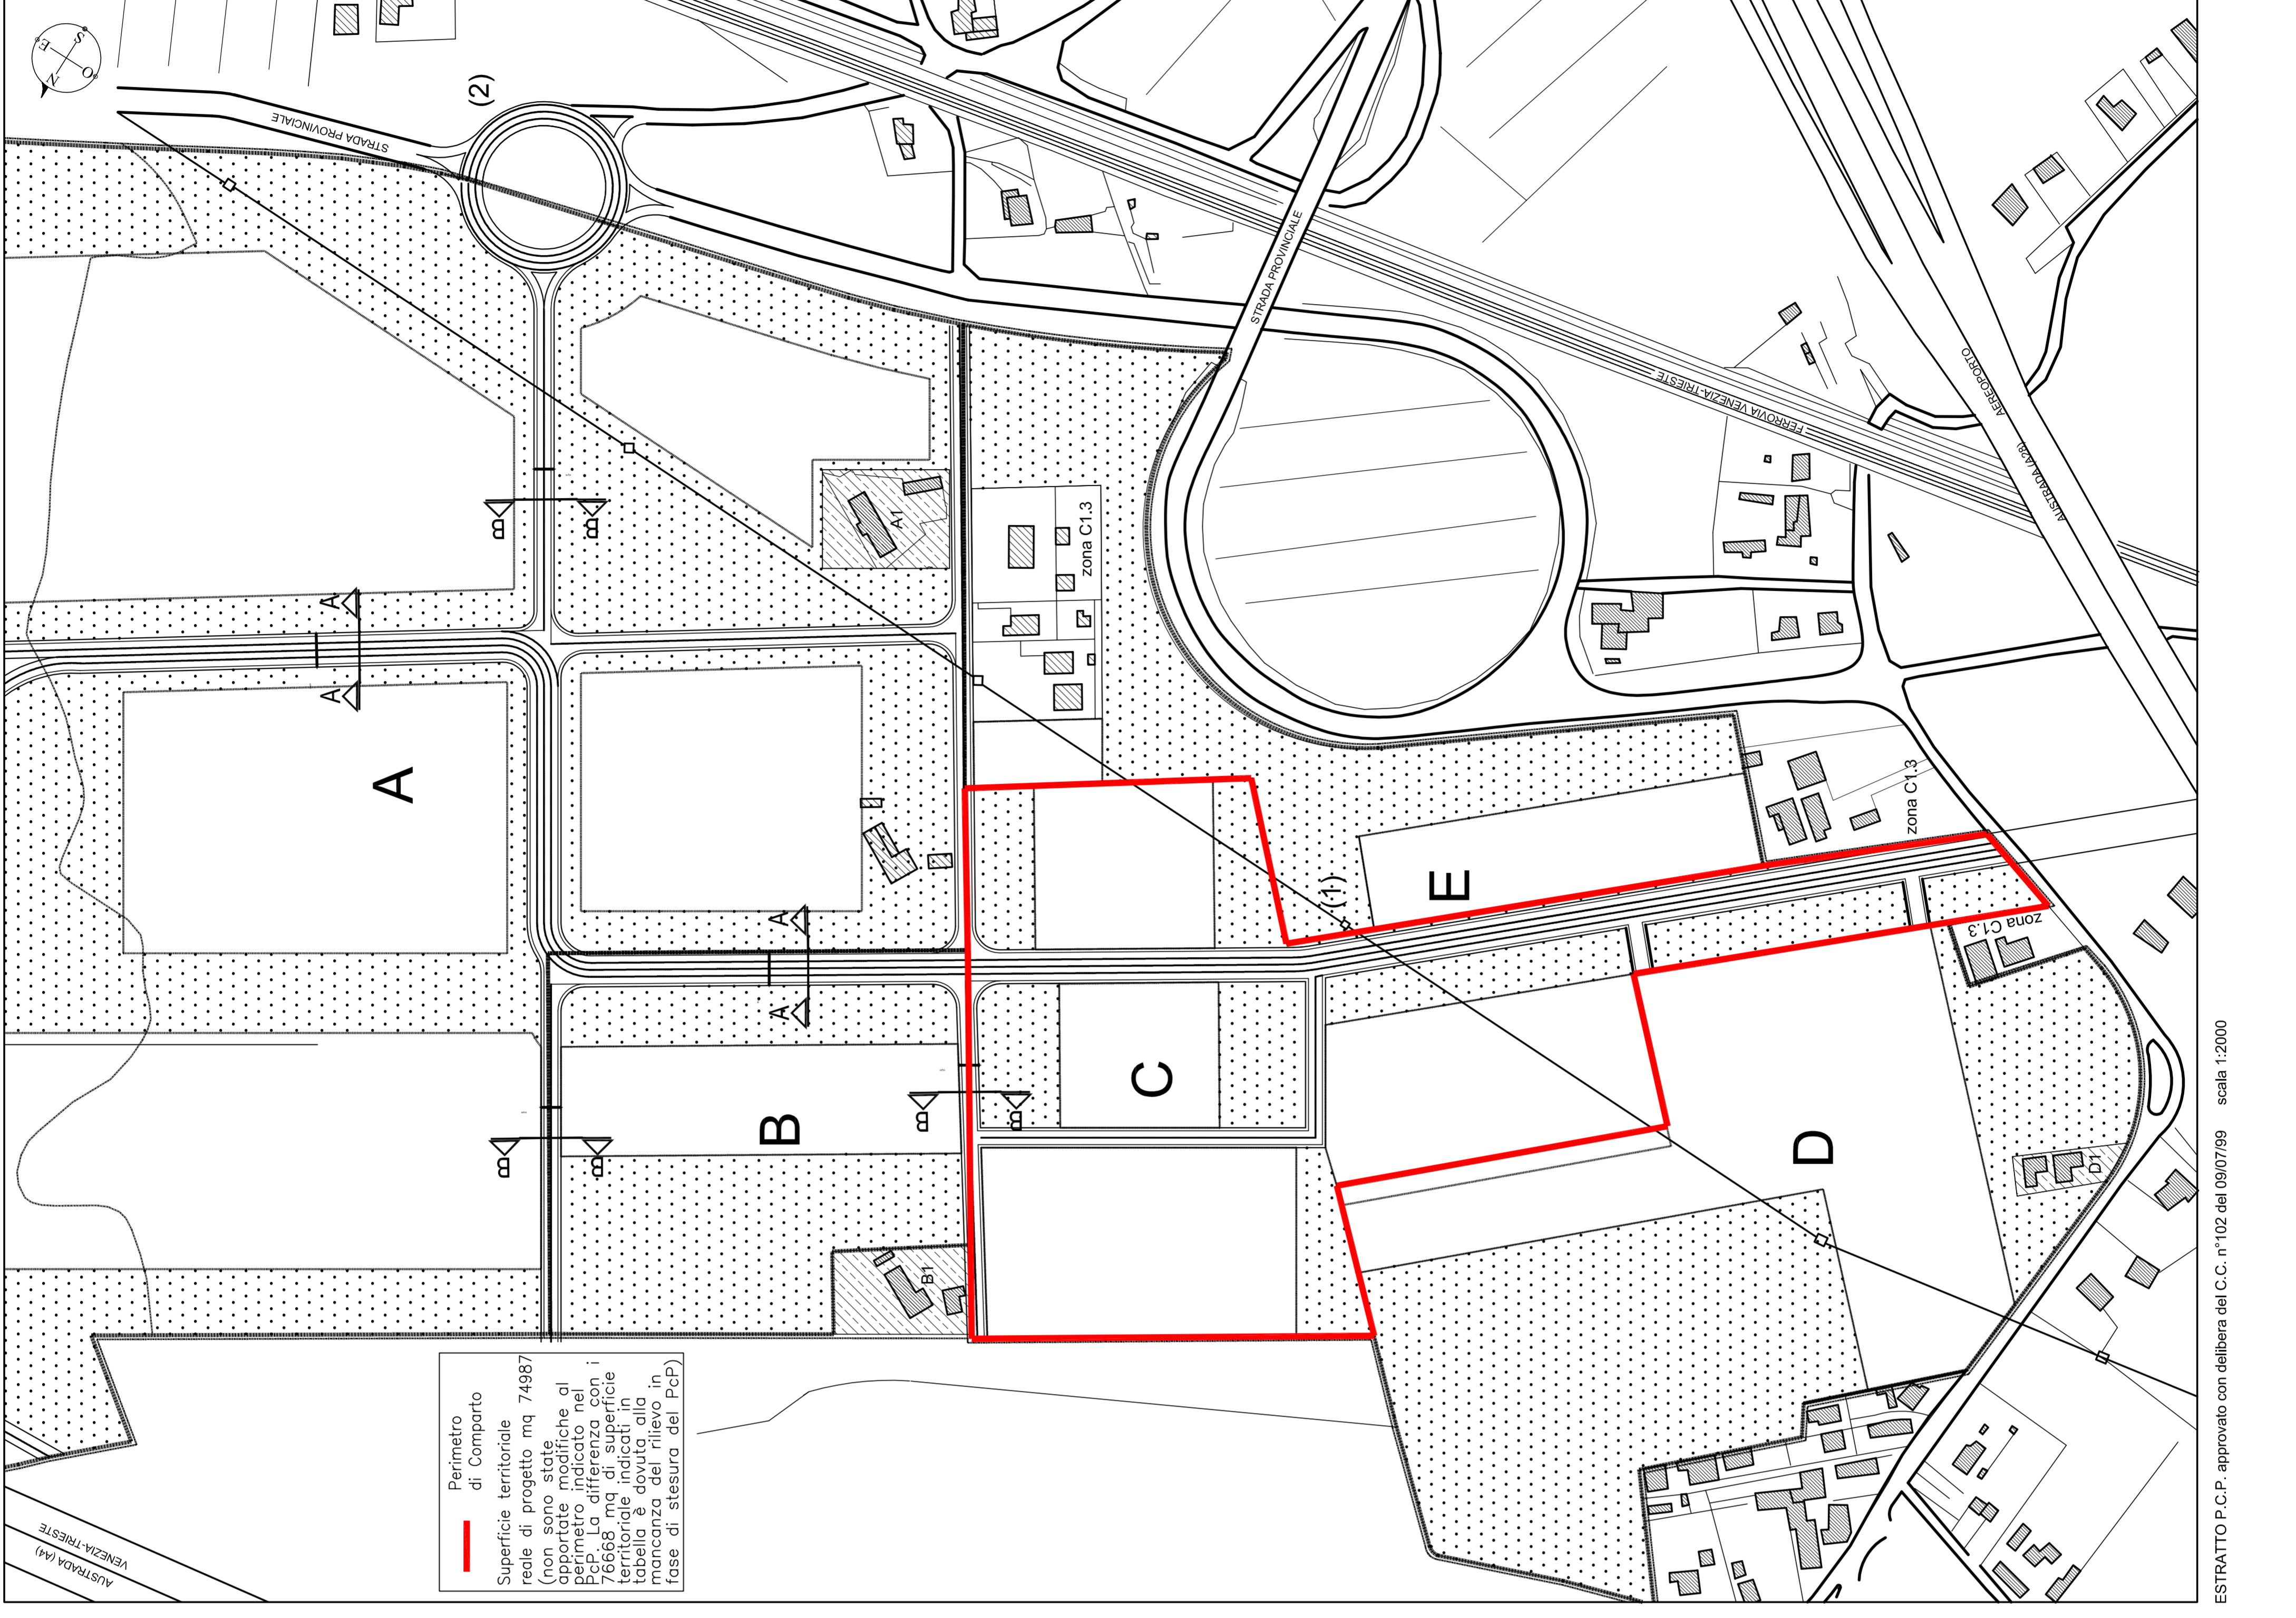 S°
E°
N
O°
STRADA PROVINCIALE
(2)
STRADA PROVINCIALE
FERROVIA VENEZIA-TRIESTE
AEREOPORTO
AUSTRADA (A28)
A
A
A
B
B
A1
zona C1.3
zona C1.3
zona C1.3
(1)
E
A
A
B
B
B
B
B
C
D
D1
B1
Perimetro
di Comparto
Superficie territoriale
reale di progetto mq 74987
(non sono state
apportate modifiche al
perimetro indicato nel
PcP. La differenza con i
76668 mq di superficie
territoriale indicati in
tabella è dovuta alla
mancanza del rilievo in
fase di stesura del PcP)
VENEZIA-TRIESTE
AUSTRADA (A4)
ESTRATTO P.C.P. approvato con delibera del C.C. n°102 del 09/07/99 scala 1:2000